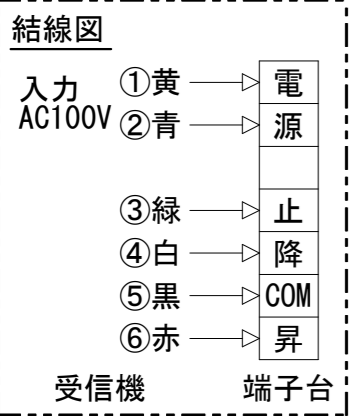 結線図
入力 ①黄 電
AC100V ②青 源
③緑 止
④白 降
⑤黒 COM
⑥赤 昇
受信機 端子台